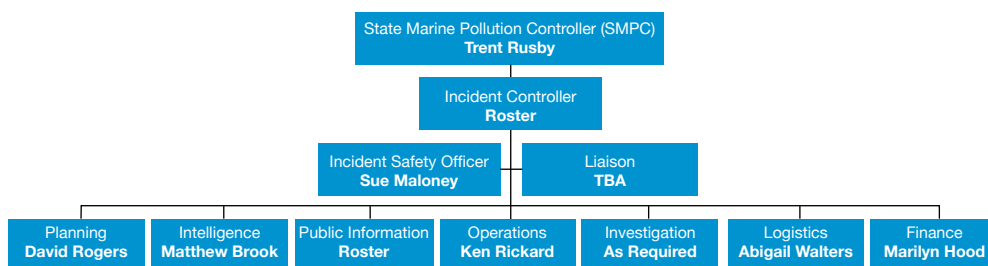 State Marine Pollution Controller (SMPC)
Trent Rusby
Incident Controller
Roster
Incident Safety Officer
Sue Maloney
Liaison
TBA
Planning
David Rogers
Intelligence
Matthew Brook
Public Information
Roster
Operations
Ken Rickard
Investigation
As Required
Logistics
Abigail Walters
Finance
Marilyn Hood